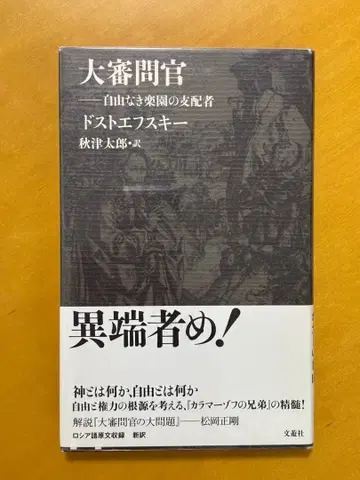 大審問官
──自由なき楽園の支配者
ドストエフスキー
秋津太郎・訳
異端者め!
神とは何か、自由とは何か
自由と権力の根源を考える、『カラマーゾフの兄弟』の精髄!
解説『大審問官の大問題』──松岡正剛
ロシア語原文収録 新訳
文遊社